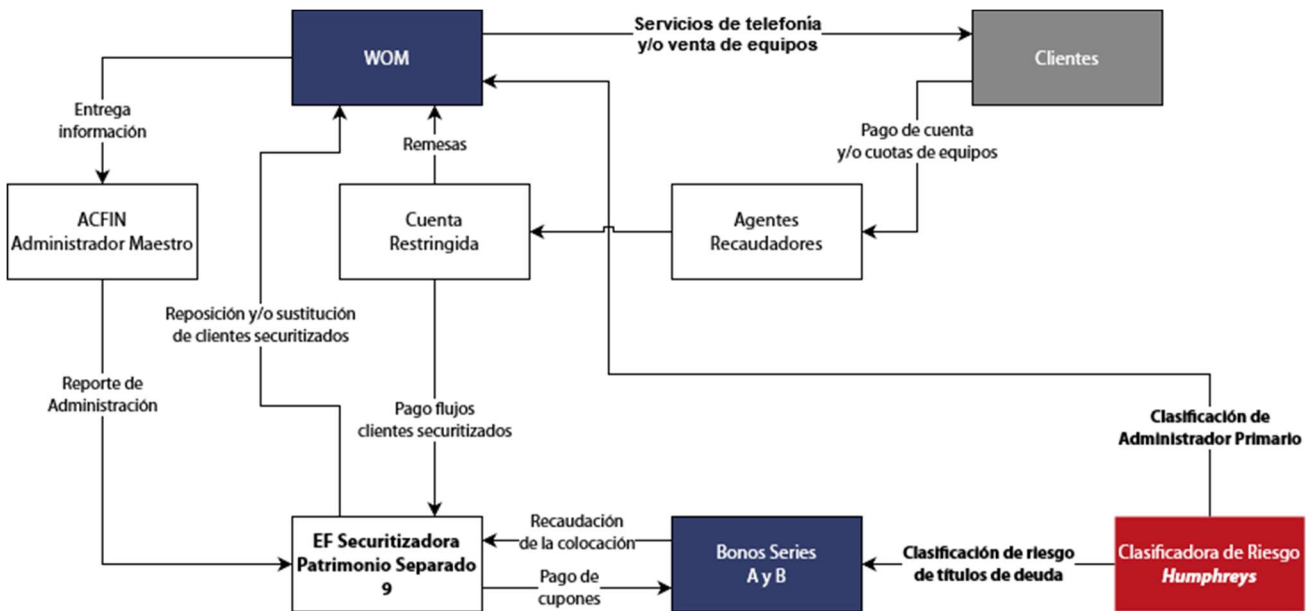 Servicios de telefonía
y/o venta de equipos
WOM
Clientes
Entrega
información
Remesas
Pago de cuenta
y/o cuotas de equipos
ACFIN
Administrador Maestro
Cuenta
Restringida
Agentes
Recaudadores
Reposición y/o sustitución
de clientes securitizados
Reporte de
Administración
Pago flujos
clientes securitizados
Clasificación de
Administrador Primario
EF Securitizadora
Patrimonio Separado
9
Recaudación
de la colocación
Pago de
cupones
Bonos Series
A y B
Clasificación de riesgo
de títulos de deuda
Clasificadora de Riesgo
Humphreys